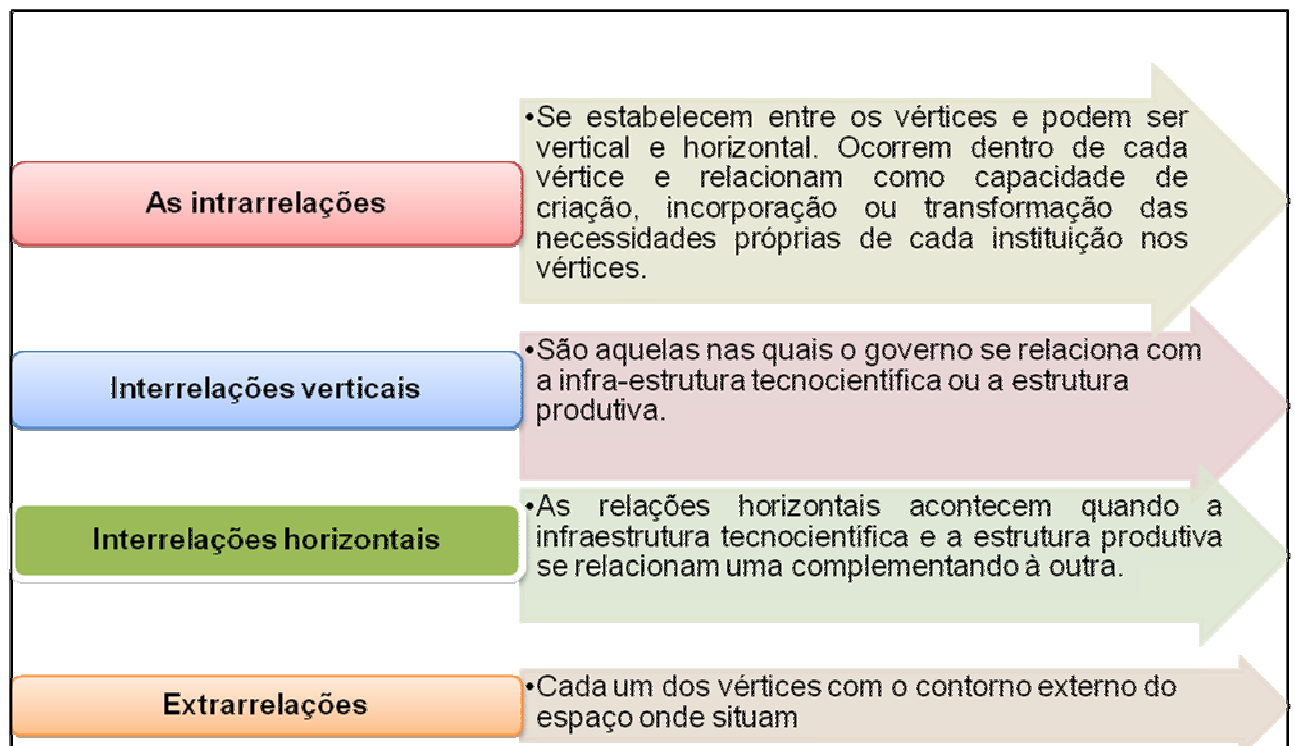 As intrarrelações
•Se estabelecem entre os vértices e podem ser
vertical e horizontal. Ocorrem dentro de cada
vértice e relacionam como capacidade de
criação, incorporação ou transformação das
necessidades próprias de cada instituição nos
vértices.
Interrelações verticais
•São aquelas nas quais o governo se relaciona com
a infra-estrutura tecnocientífica ou a estrutura
produtiva.
Interrelações horizontais
•As relações horizontais acontecem quando a
infraestrutura tecnocientífica e a estrutura produtiva
se relacionam uma complementando à outra.
Extrarrelações
•Cada um dos vértices com o contorno externo do
espaço onde situam